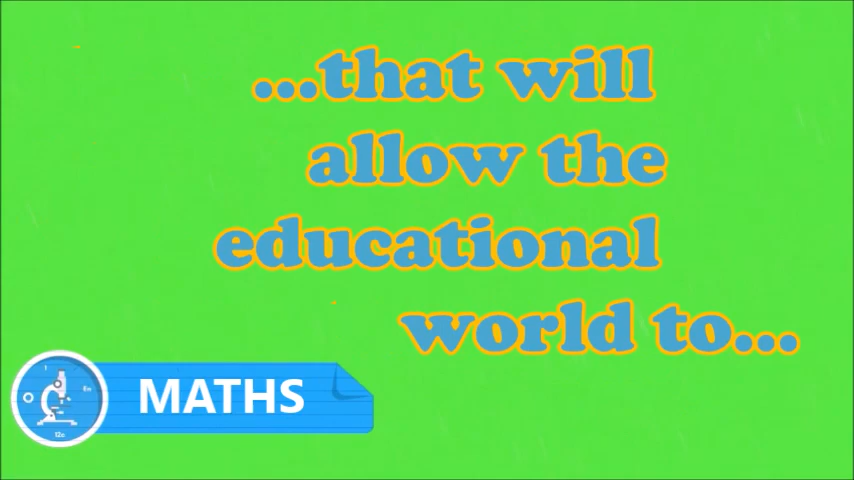 ...that will
allow the
educational
world to...
MATHS